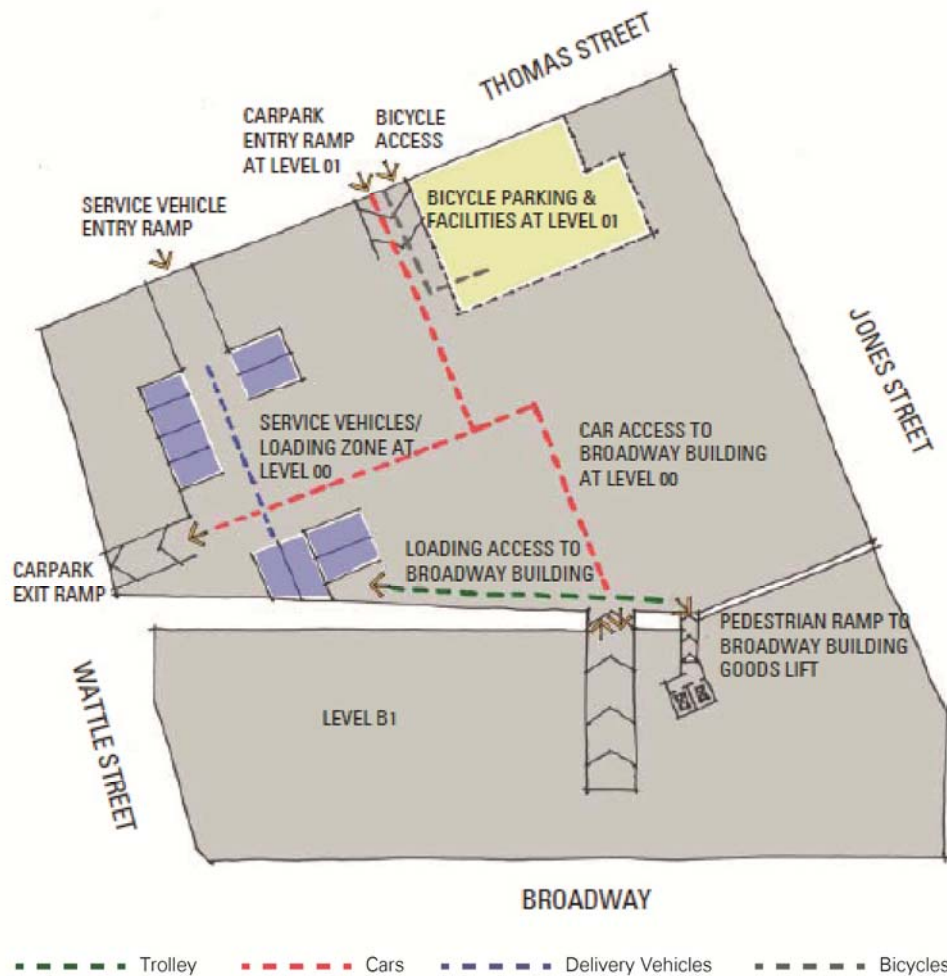 THOMAS STREET
CARPARK
ENTRY RAMP
AT LEVEL 01
BICYCLE
ACCESS
SERVICE VEHICLE
ENTRY RAMP
BICYCLE PARKING &
FACILITIES AT LEVEL 01
JONES STREET
SERVICE VEHICLES/
LOADING ZONE AT
LEVEL 00
CAR ACCESS TO
BROADWAY BUILDING
AT LEVEL 00
CARPARK
EXIT RAMP
LOADING ACCESS TO
BROADWAY BUILDING
PEDESTRIAN RAMP TO
BROADWAY BUILDING
GOODS LIFT
WATTLE STREET
LEVEL B1
BROADWAY
Trolley
Cars
Delivery Vehicles
Bicycles